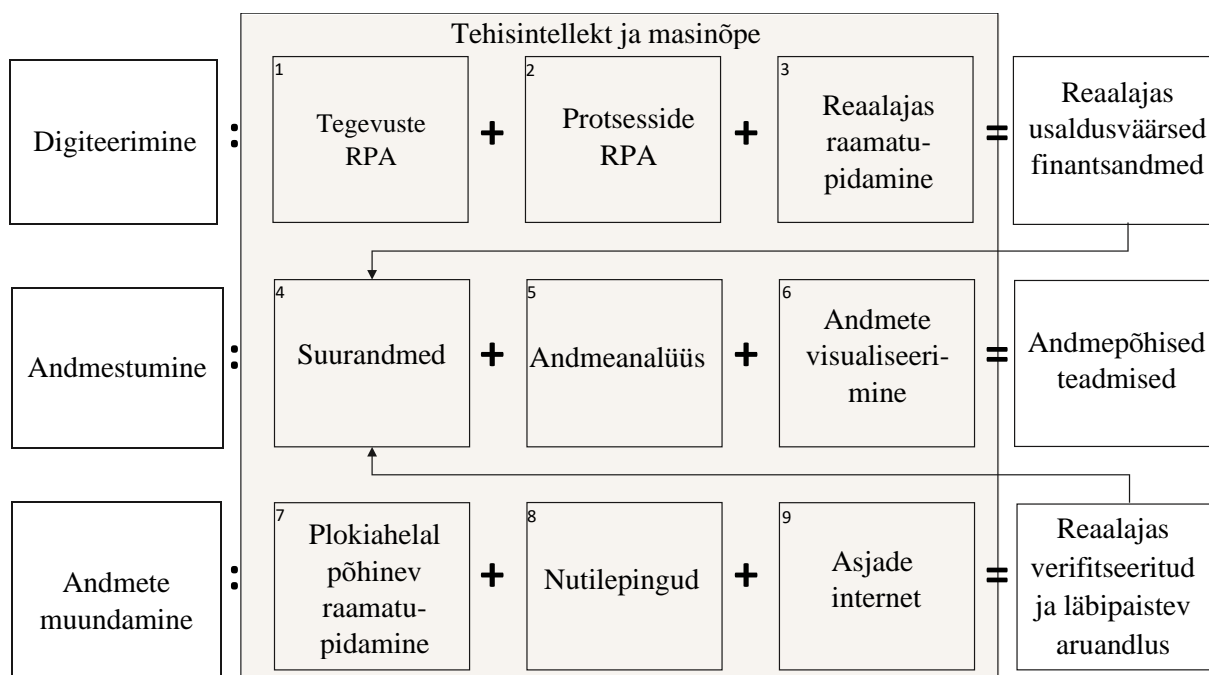 Tehisintellekt ja masinõpe
Digiteerimine
:
1
Tegevuste
RPA
+
2
Protsesside
RPA
+
3
Reaalajas
raamatu-
pidamine
=
Reaalajas
usaldusväärsed
finantsandmed
Andmestumine
:
4
Suurandmed
+
5
Andmeanalüüs
+
6
Andmete
visualiseeri-
mine
=
Andmepõhised
teadmised
Andmete
muundamine
:
7
Plokiahelal
põhinev
raamatu-
pidamine
+
8
Nutilepingud
+
9
Asjade
internet
=
Reaalajas
verifitseeritud
ja läbipaistev
aruandlus